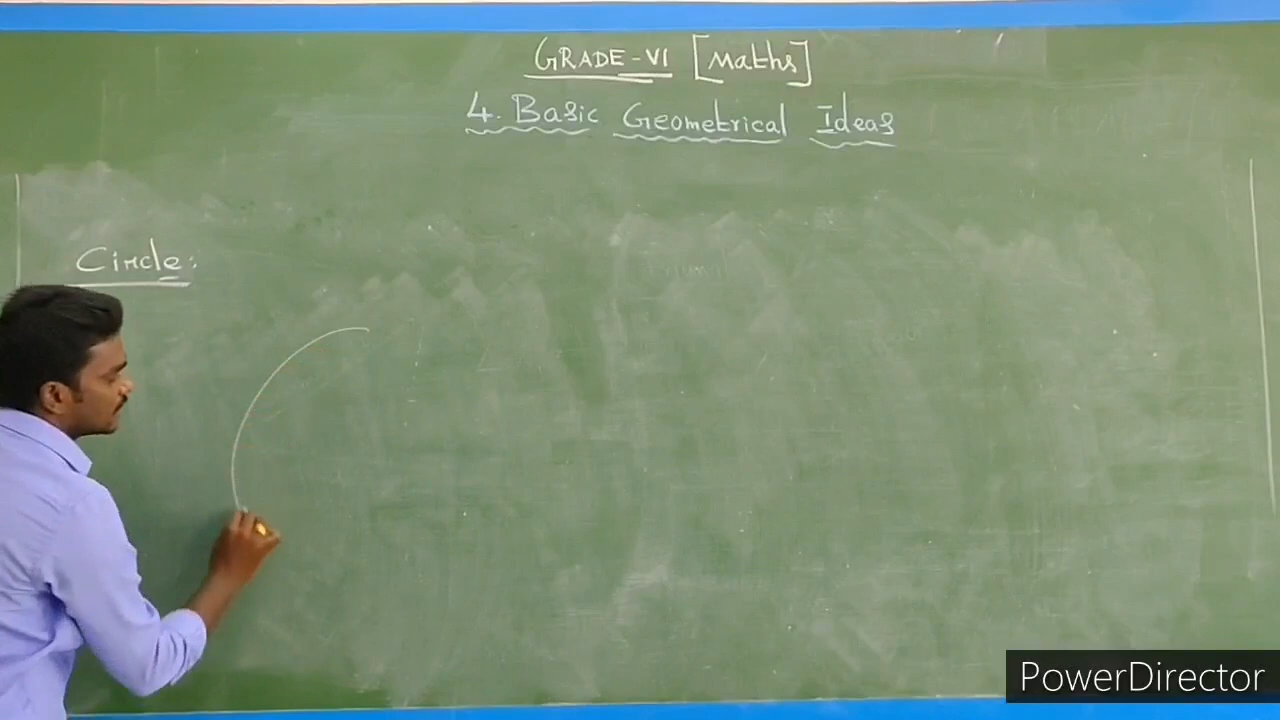 GRADE-VI [Maths]
4. Basic Geometrical Ideas
Circle:
PowerDirector